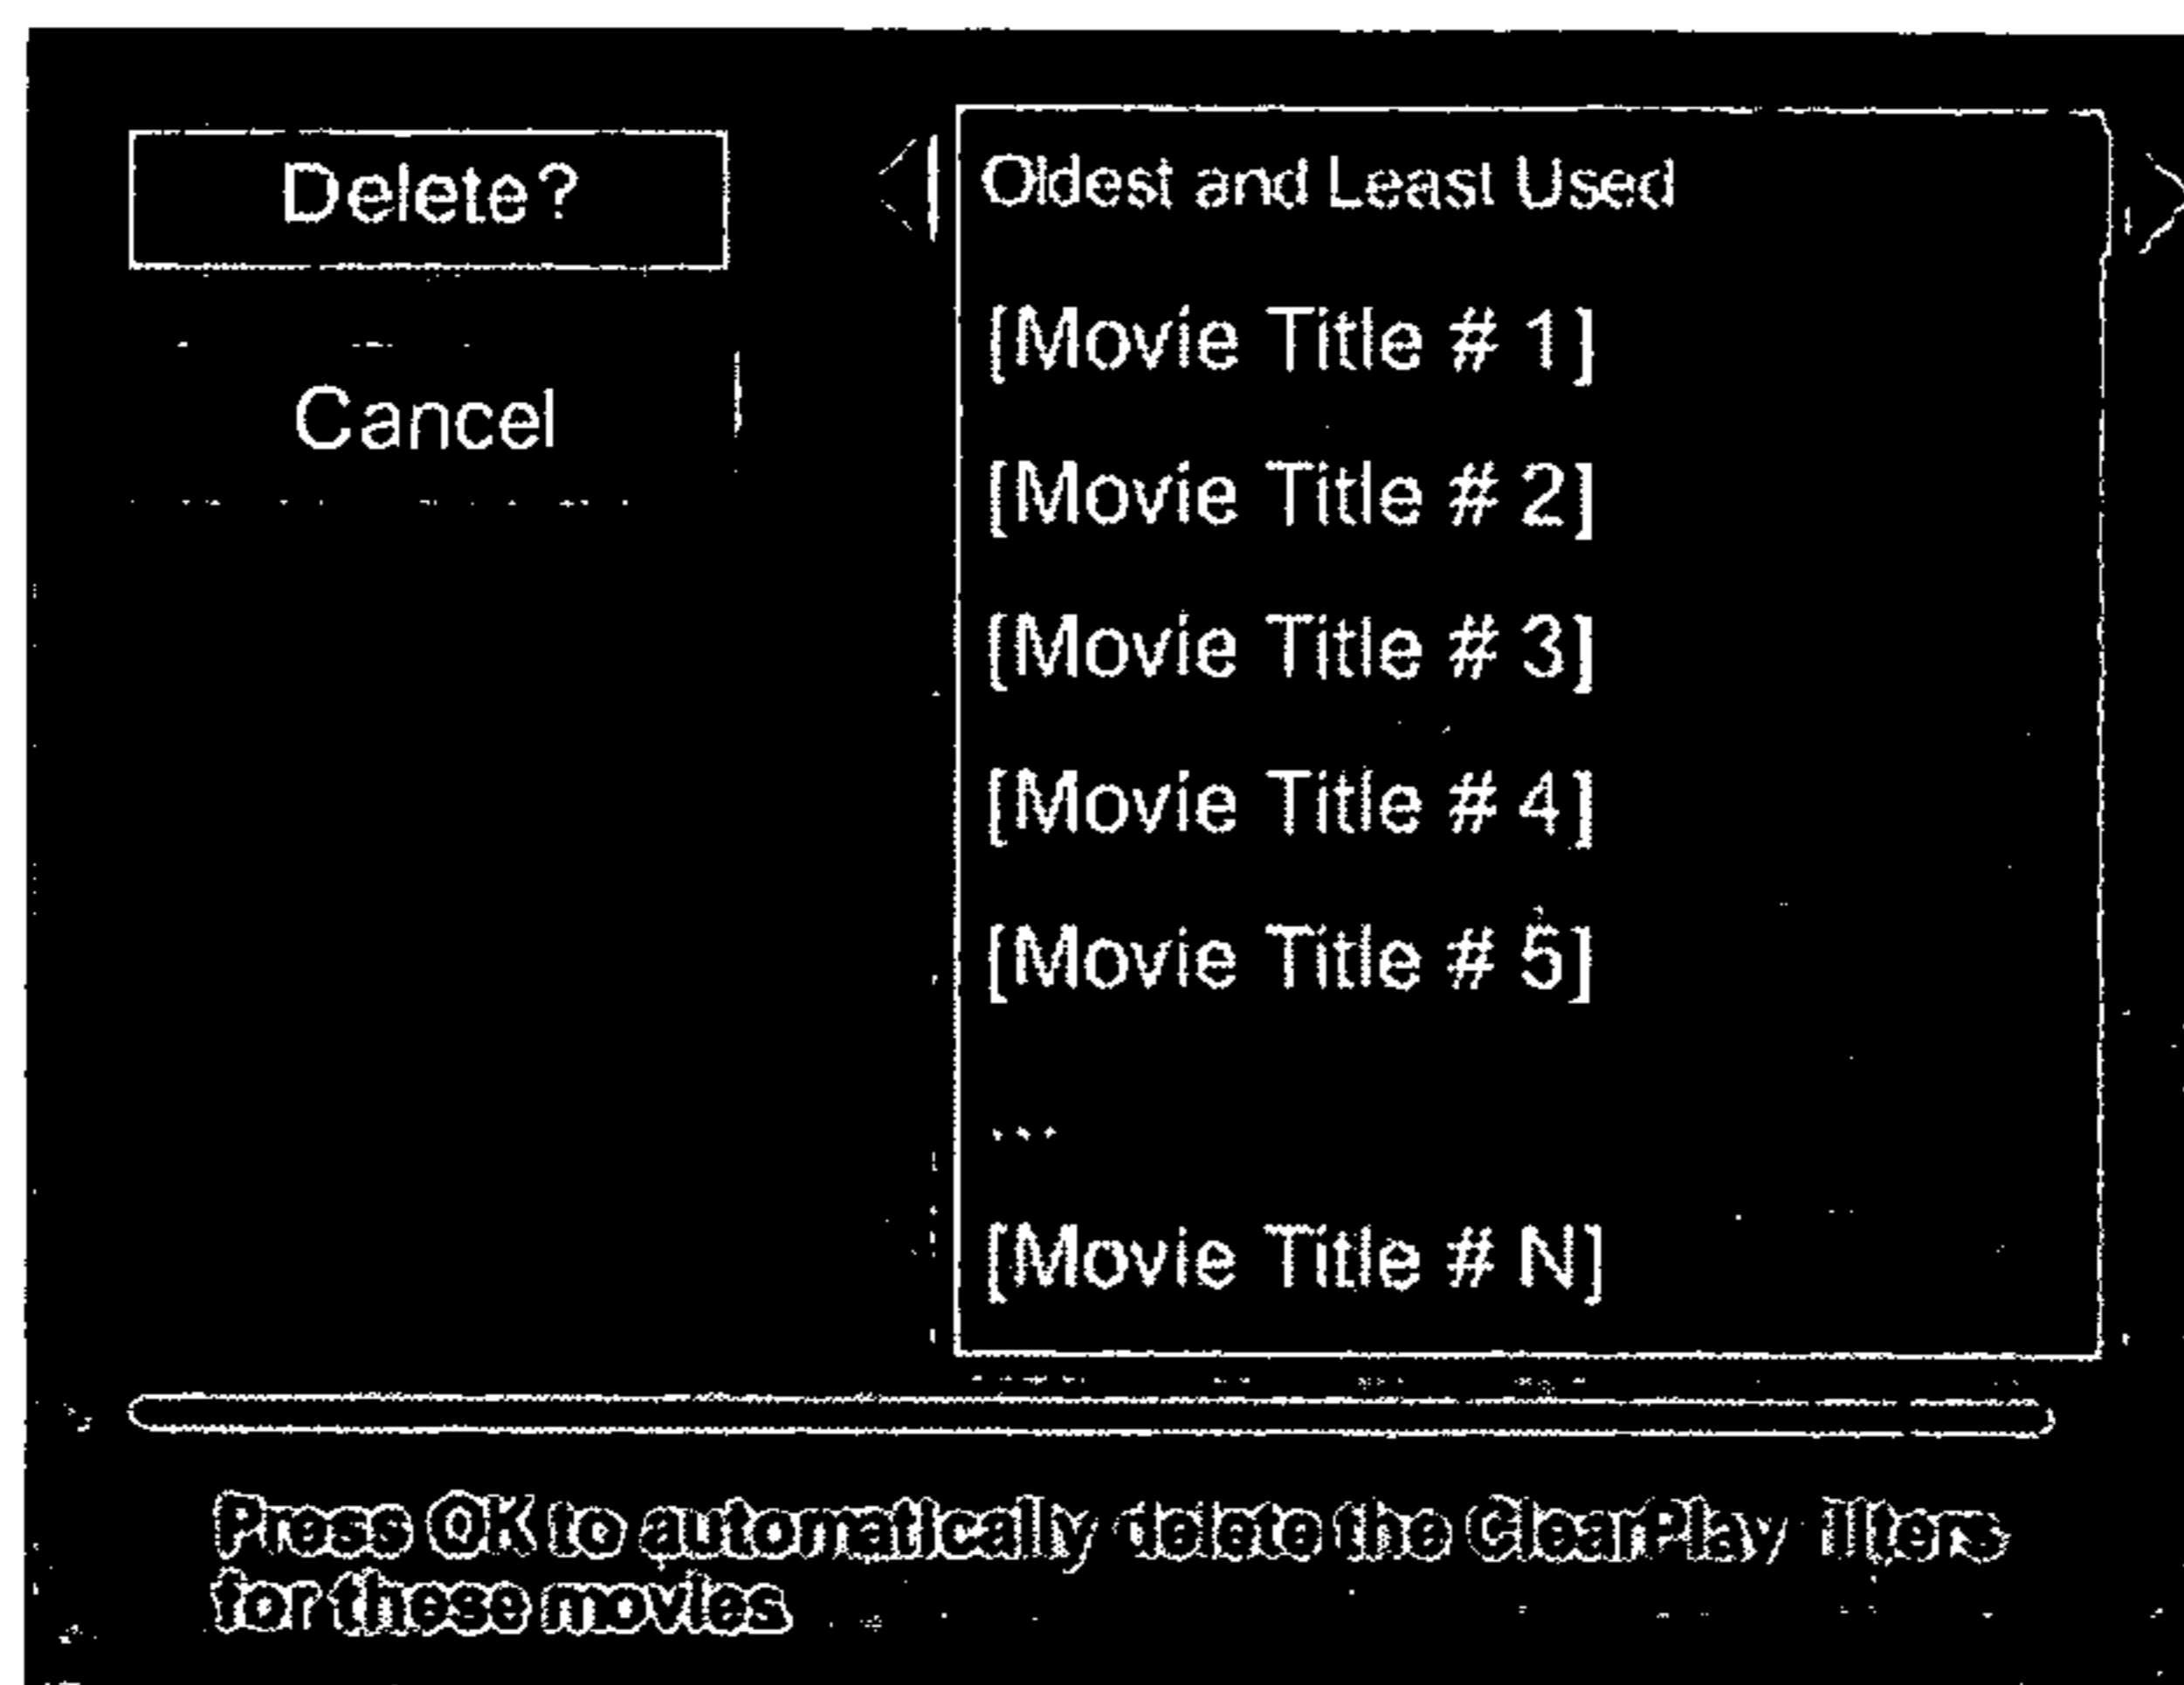 Delete?
Cancel
Oldest and Least Used
[Movie Title # 1]
[Movie Title # 2]
[Movie Title # 3]
[Movie Title # 4]
[Movie Title # 5]
...
[Movie Title # N]
Press OK to automatically delete the ClearPlay filters
for these movies